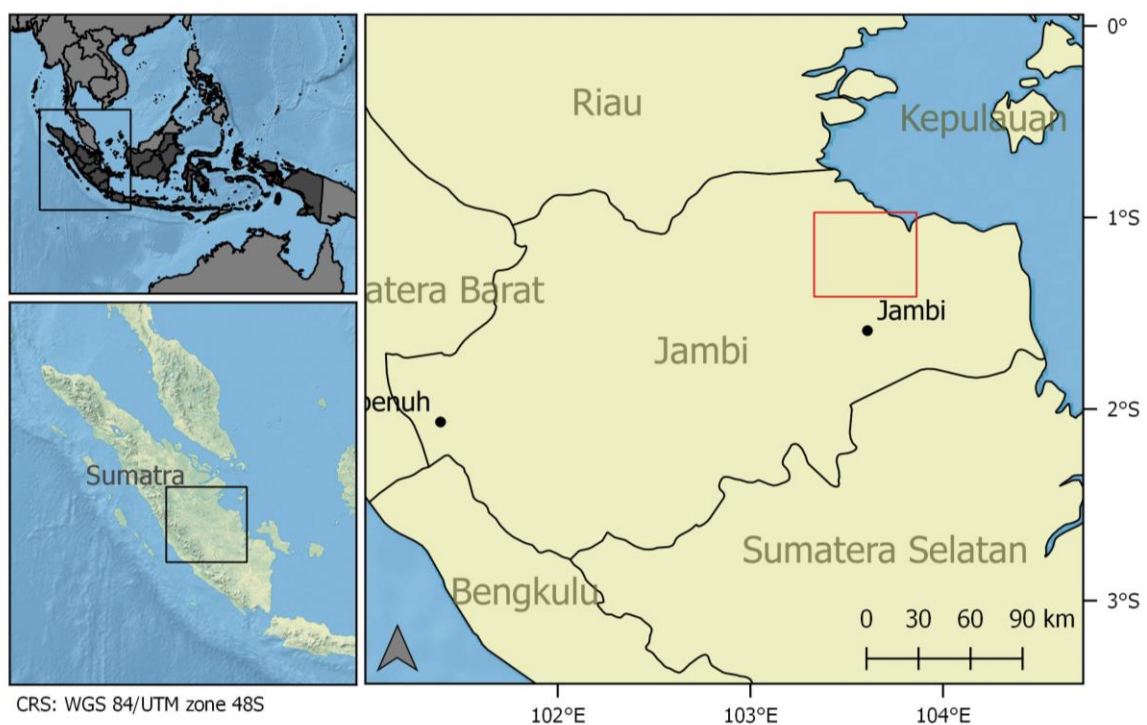 0°
Riau
Kepulauan
1°S
atera Barat
Jambi
Jambi
penuh
2°S
Sumatra
Sumatera Selatan
Bengkulu
0 30 60 90 km
3°S
CRS: WGS 84/UTM zone 48S
102°E 103°E 104°E